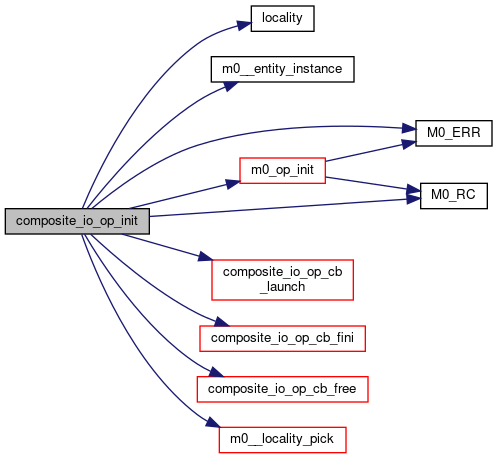 locality
m0__entity_instance
M0_ERR
m0_op_init
M0_RC
composite_io_op_init
composite_io_op_cb
_launch
composite_io_op_cb_fini
composite_io_op_cb_free
m0__locality_pick